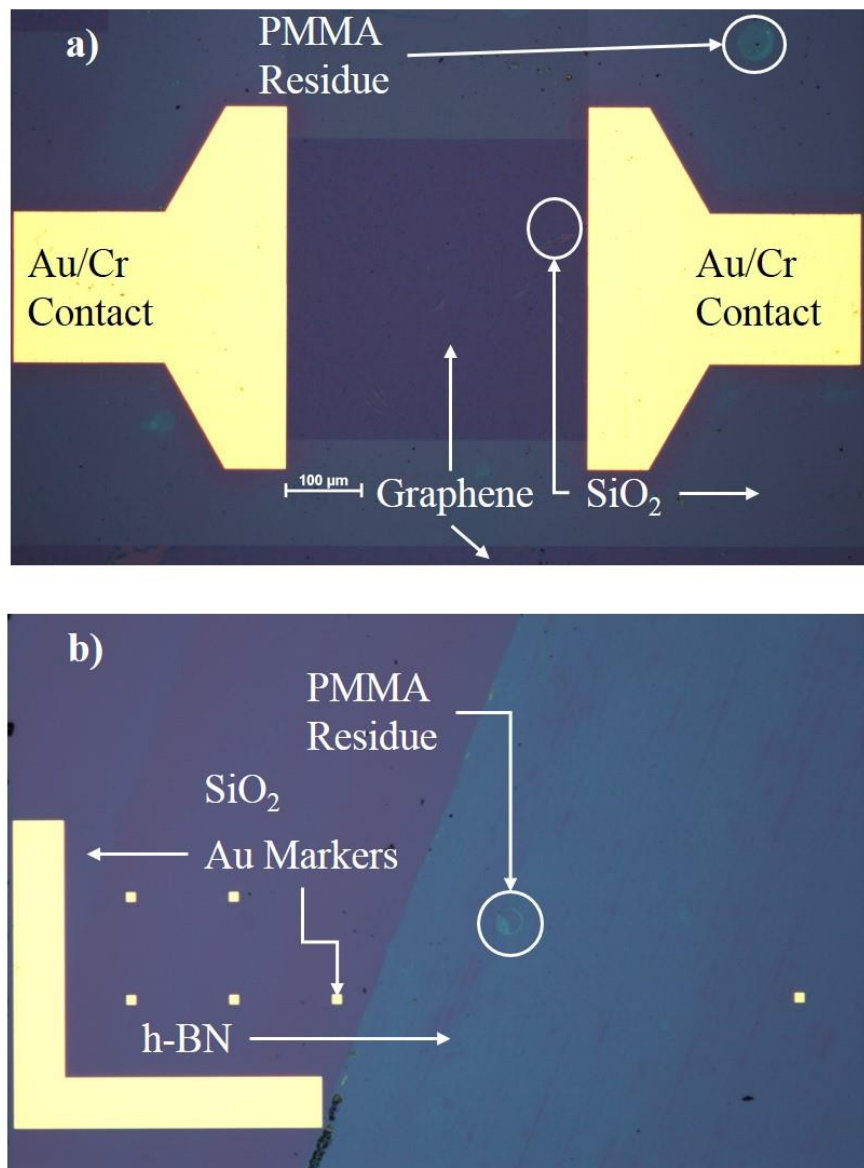 a)
PMMA
Residue
Au/Cr
Contact
Au/Cr
Contact
100 µm
Graphene
SiO₂
b)
PMMA
Residue
SiO₂
Au Markers
h-BN